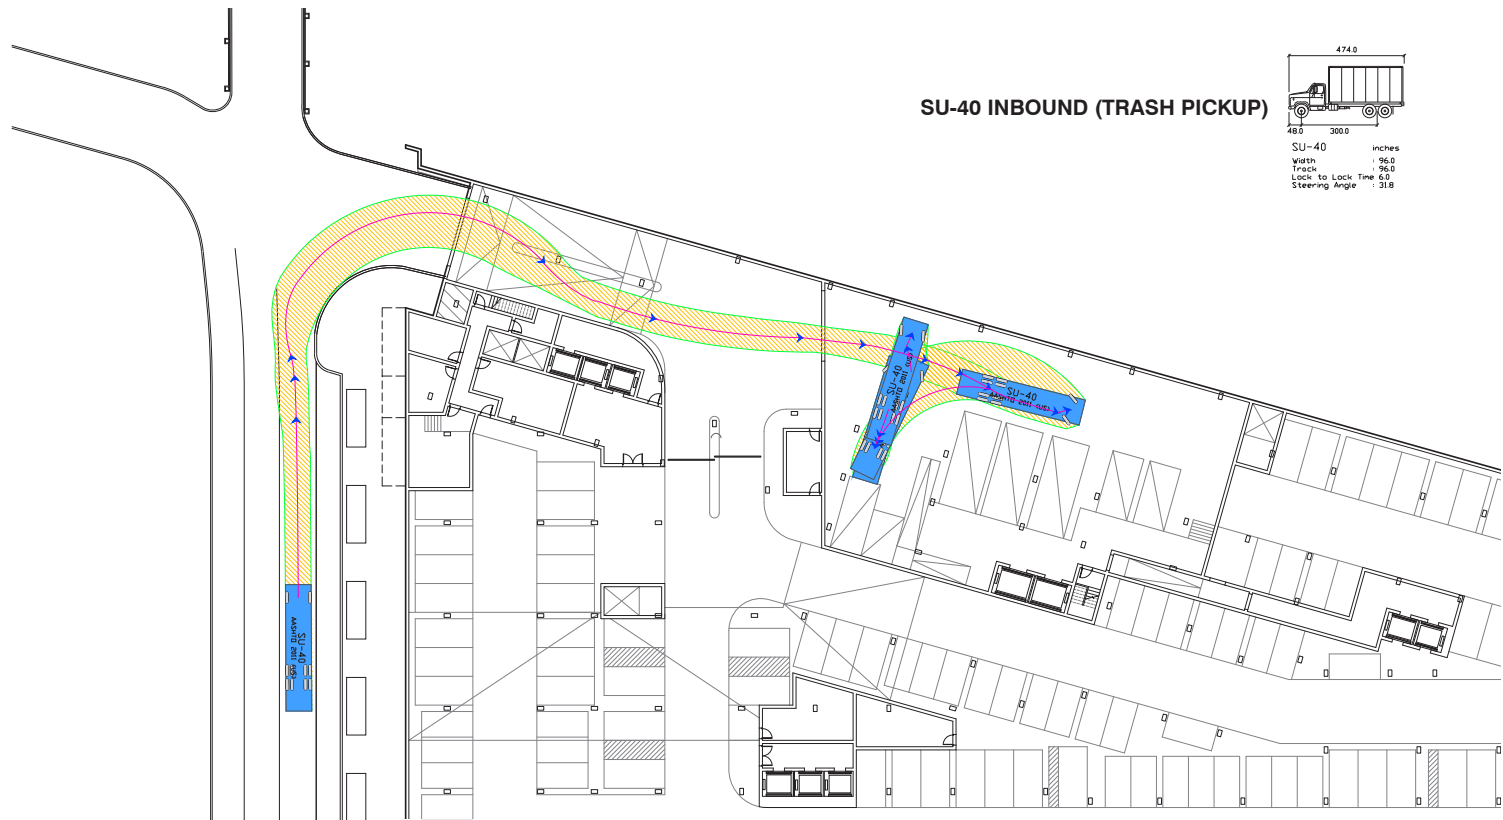 474.0
SU-40 INBOUND (TRASH PICKUP)
48.0 300.0
SU-40 inches
Width : 96.0
Track : 96.0
Lock to Lock Time : 6.0
Steering Angle : 31.8
SU-40
AASHTO 2011 (US)
SU-40
AASHTO 2011 (US)
SU-40
AASHTO 2011 (US)